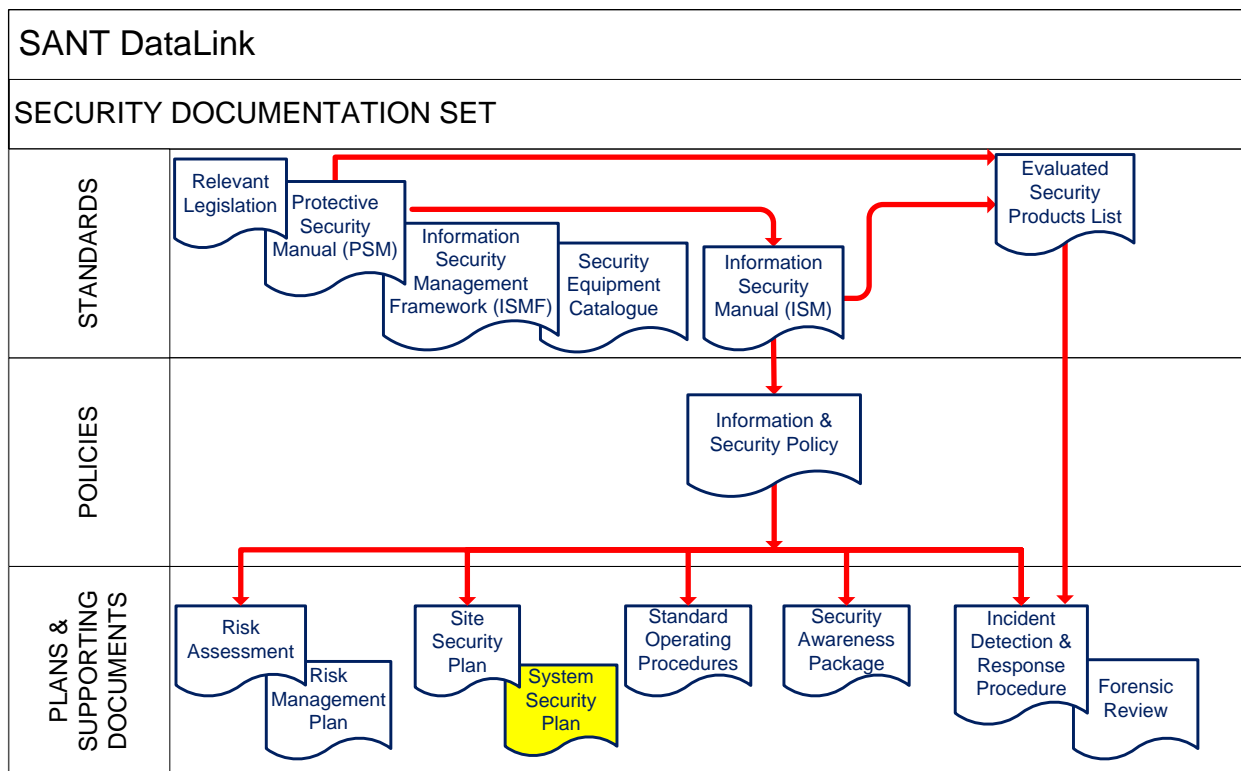 SANT DataLink
SECURITY DOCUMENTATION SET
STANDARDS
Relevant
Legislation
Protective
Security
Manual (PSM)
Information
Security
Management
Framework (ISMF)
Security
Equipment
Catalogue
Information
Security
Manual (ISM)
Evaluated
Security
Products List
POLICIES
Information &
Security Policy
PLANS &
SUPPORTING
DOCUMENTS
Risk
Assessment
Risk
Management
Plan
Site
Security
Plan
System
Security
Plan
Standard
Operating
Procedures
Security
Awareness
Package
Incident
Detection &
Response
Procedure
Forensic
Review